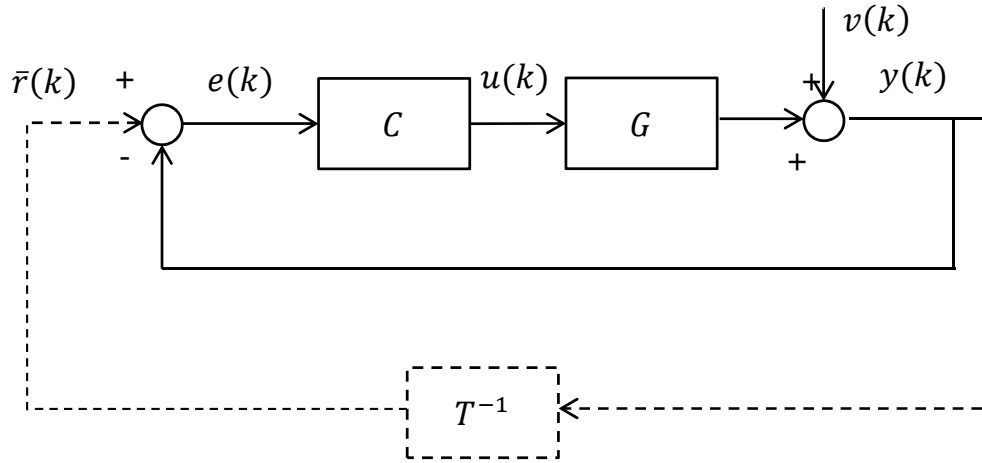 v(k)
r̄(k)
+
e(k)
u(k)
+
y(k)
C
G
-
+
T⁻¹